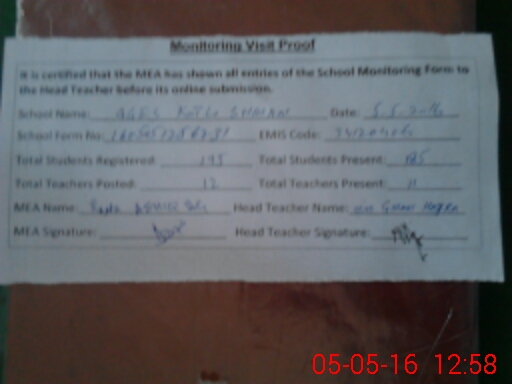 Monitoring Visit Proof
It is certified that the MEA has shown all entries of the School Monitoring Form to
the Head Teacher before its online submission.
School Name: Date: 5.5.2016
School Form No: EMIS Code:
Total Students Registered: 195 Total Students Present: 185
Total Teachers Posted: 12 Total Teachers Present: 11
MEA Name: Head Teacher Name:
MEA Signature: Head Teacher Signature:
05-05-16 12:58